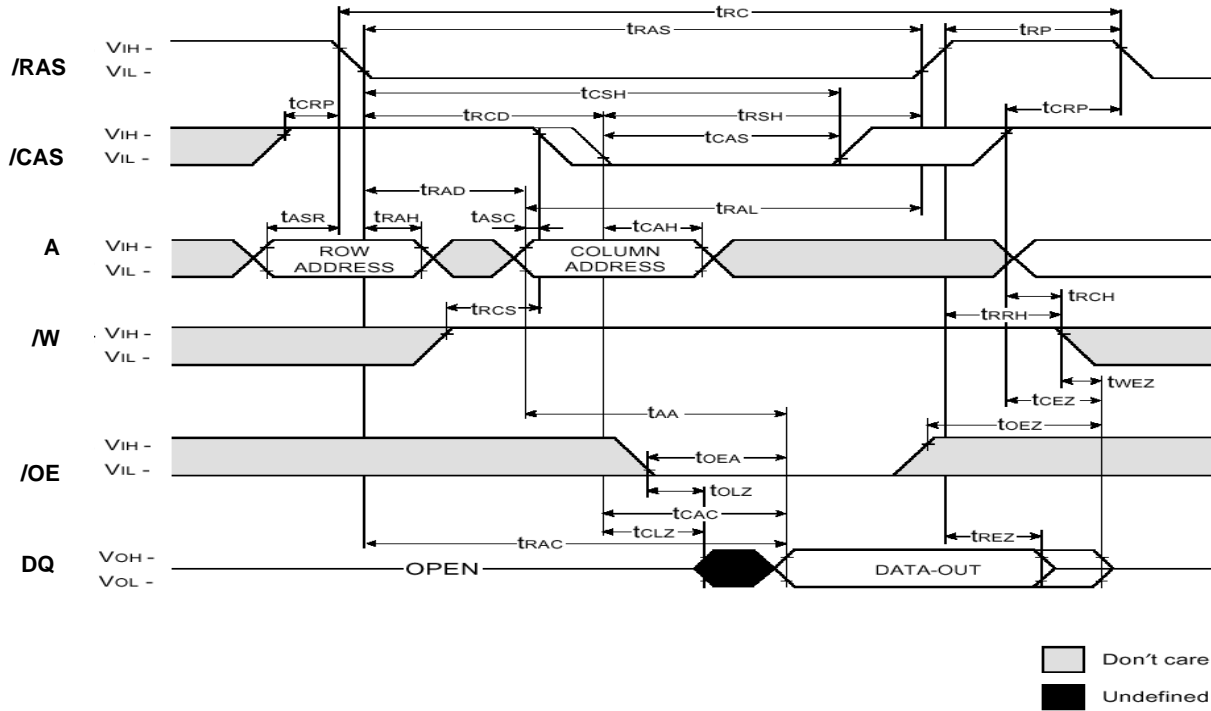 tRC
tRAS
tRP
/RAS
VIH -
VIL -
tCSH
tCRP
tRCD
tRSH
tCRP
tCAS
/CAS
VIH -
VIL -
tRAD
tRAL
tASR
tRAH
tASC
tCAH
A
VIH -
VIL -
ROW
ADDRESS
COLUMN
ADDRESS
tRCS
tRCH
tRRH
/W
VIH -
VIL -
tWEZ
tCEZ
tAA
tOEZ
/OE
VIH -
VIL -
tOEA
tOLZ
tCAC
tCLZ
tREZ
tRAC
DQ
VOH -
VOL -
OPEN
DATA-OUT
Don't care
Undefined